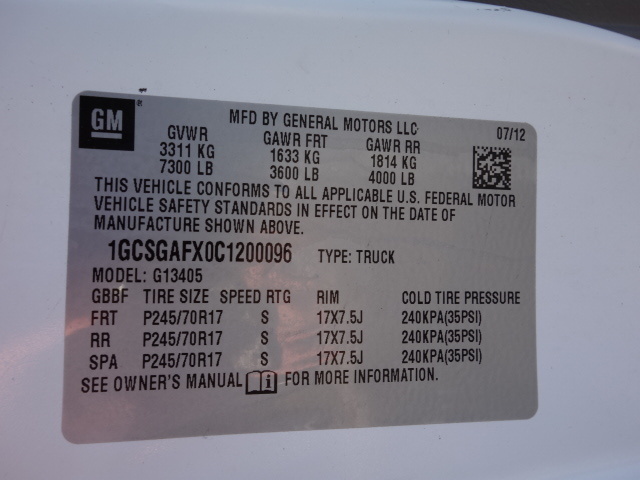 GM ® MFD BY GENERAL MOTORS LLC 07/12
GVWR GAWR FRT GAWR RR
3311 KG 1633 KG 1814 KG
7300 LB 3600 LB 4000 LB
THIS VEHICLE CONFORMS TO ALL APPLICABLE U.S. FEDERAL MOTOR
VEHICLE SAFETY STANDARDS IN EFFECT ON THE DATE OF
MANUFACTURE SHOWN ABOVE.
1GCSGAFX0C1200096 TYPE: TRUCK
MODEL: G13405
GBBF TIRE SIZE SPEED RTG RIM COLD TIRE PRESSURE
FRT P245/70R17 S 17X7.5J 240KPA(35PSI)
RR P245/70R17 S 17X7.5J 240KPA(35PSI)
SPA P245/70R17 S 17X7.5J 240KPA(35PSI)
SEE OWNER'S MANUAL FOR MORE INFORMATION.